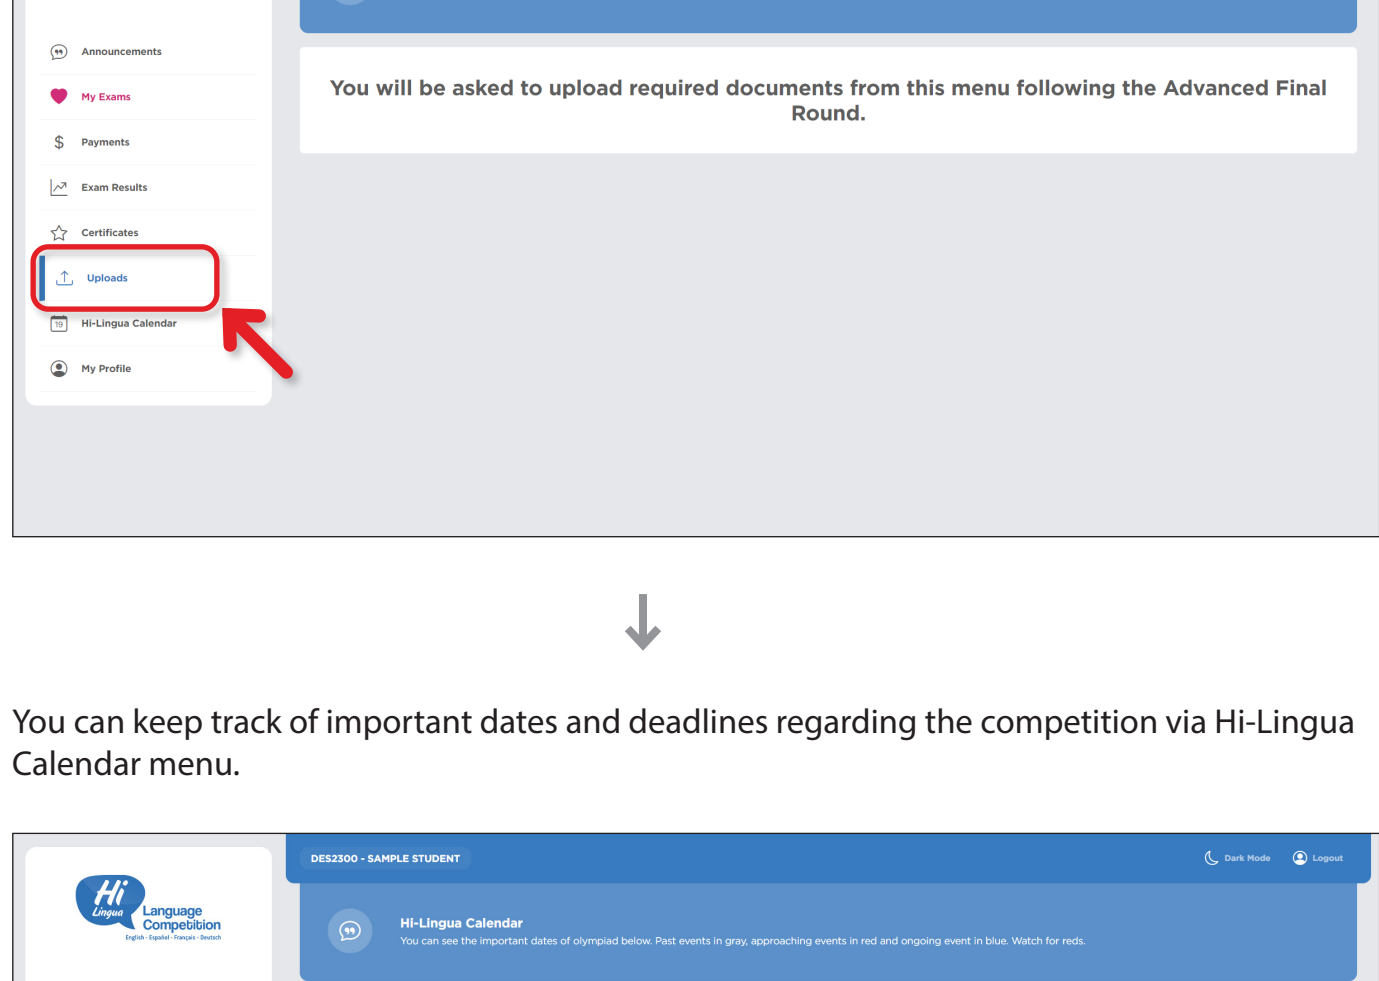 Announcements
My Exams
$ Payments
Exam Results
Certificates
Uploads
19 Hi-Lingua Calendar
My Profile
You will be asked to upload required documents from this menu following the Advanced Final
Round.
You can keep track of important dates and deadlines regarding the competition via Hi-Lingua
Calendar menu.
Hi
Lingua
Language
Competition
English - Español - Français - Deutsch
DES2300 - SAMPLE STUDENT
Dark Mode
Logout
Hi-Lingua Calendar
You can see the important dates of olympiad below. Past events in gray, approaching events in red and ongoing event in blue. Watch for reds.